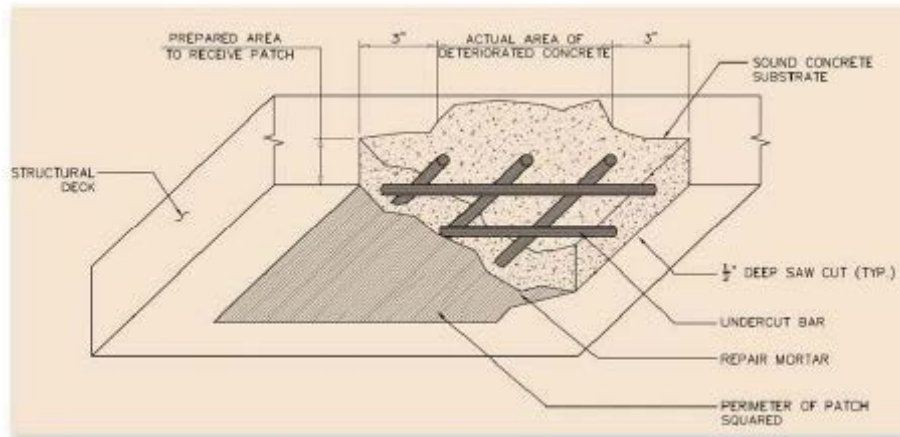 PREPARED AREA
TO RECEIVE PATCH
3"
ACTUAL AREA OF
DETERIORATED CONCRETE
3"
SOUND CONCRETE
SUBSTRATE
STRUCTURAL
DECK
1/2" DEEP SAW CUT (TYP.)
UNDERCUT BAR
REPAIR MORTAR
PERIMETER OF PATCH
SQUARED